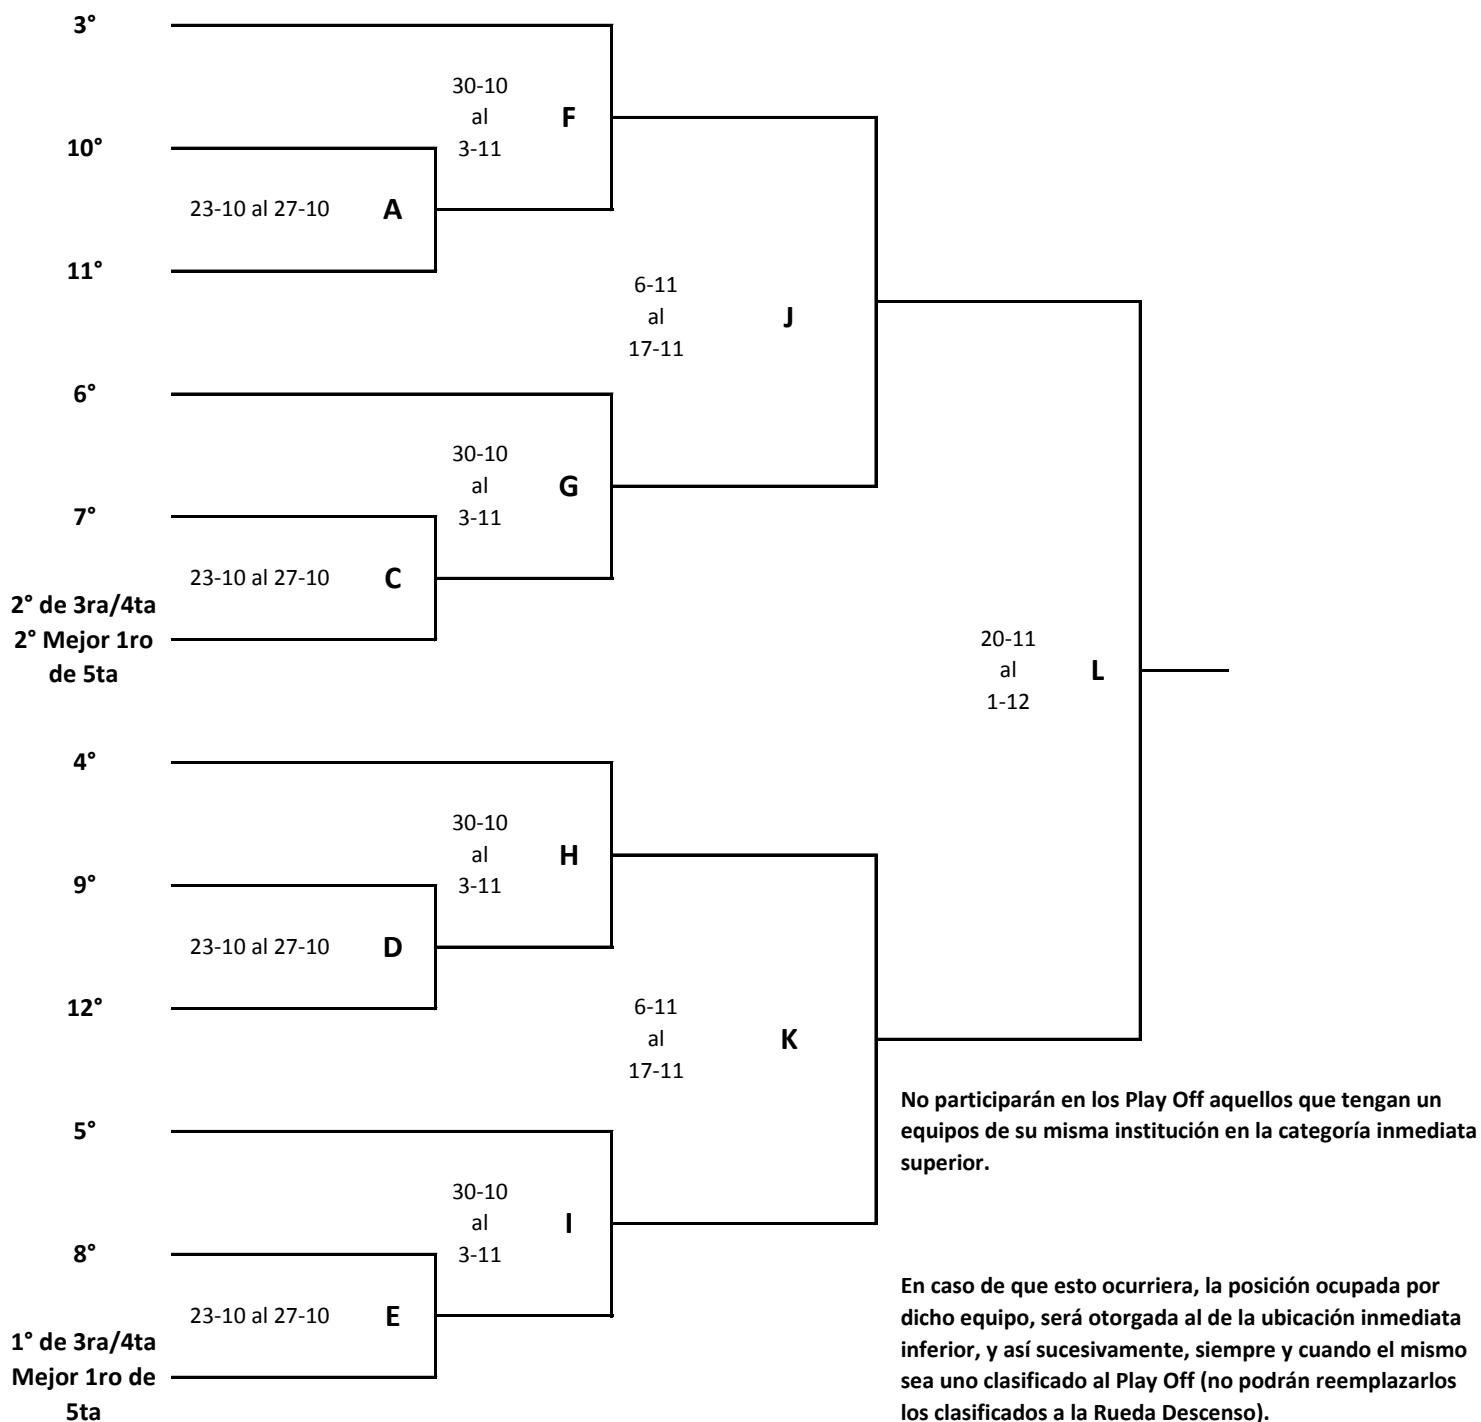 3°
30-10
al
3-11
F
10°
23-10 al 27-10
A
11°
6-11
al
17-11
J
6°
30-10
al
3-11
G
7°
23-10 al 27-10
C
2° de 3ra/4ta
2° Mejor 1ro
de 5ta
20-11
al
1-12
L
4°
30-10
al
3-11
H
9°
23-10 al 27-10
D
12°
6-11
al
17-11
K
No participarán en los Play Off aquellos que tengan un
equipos de su misma institución en la categoría inmediata
superior.
5°
30-10
al
3-11
I
8°
23-10 al 27-10
E
1° de 3ra/4ta
Mejor 1ro de
5ta
En caso de que esto ocurriera, la posición ocupada por
dicho equipo, será otorgada al de la ubicación inmediata
inferior, y así sucesivamente, siempre y cuando el mismo
sea uno clasificado al Play Off (no podrán reemplazarlos
los clasificados a la Rueda Descenso).